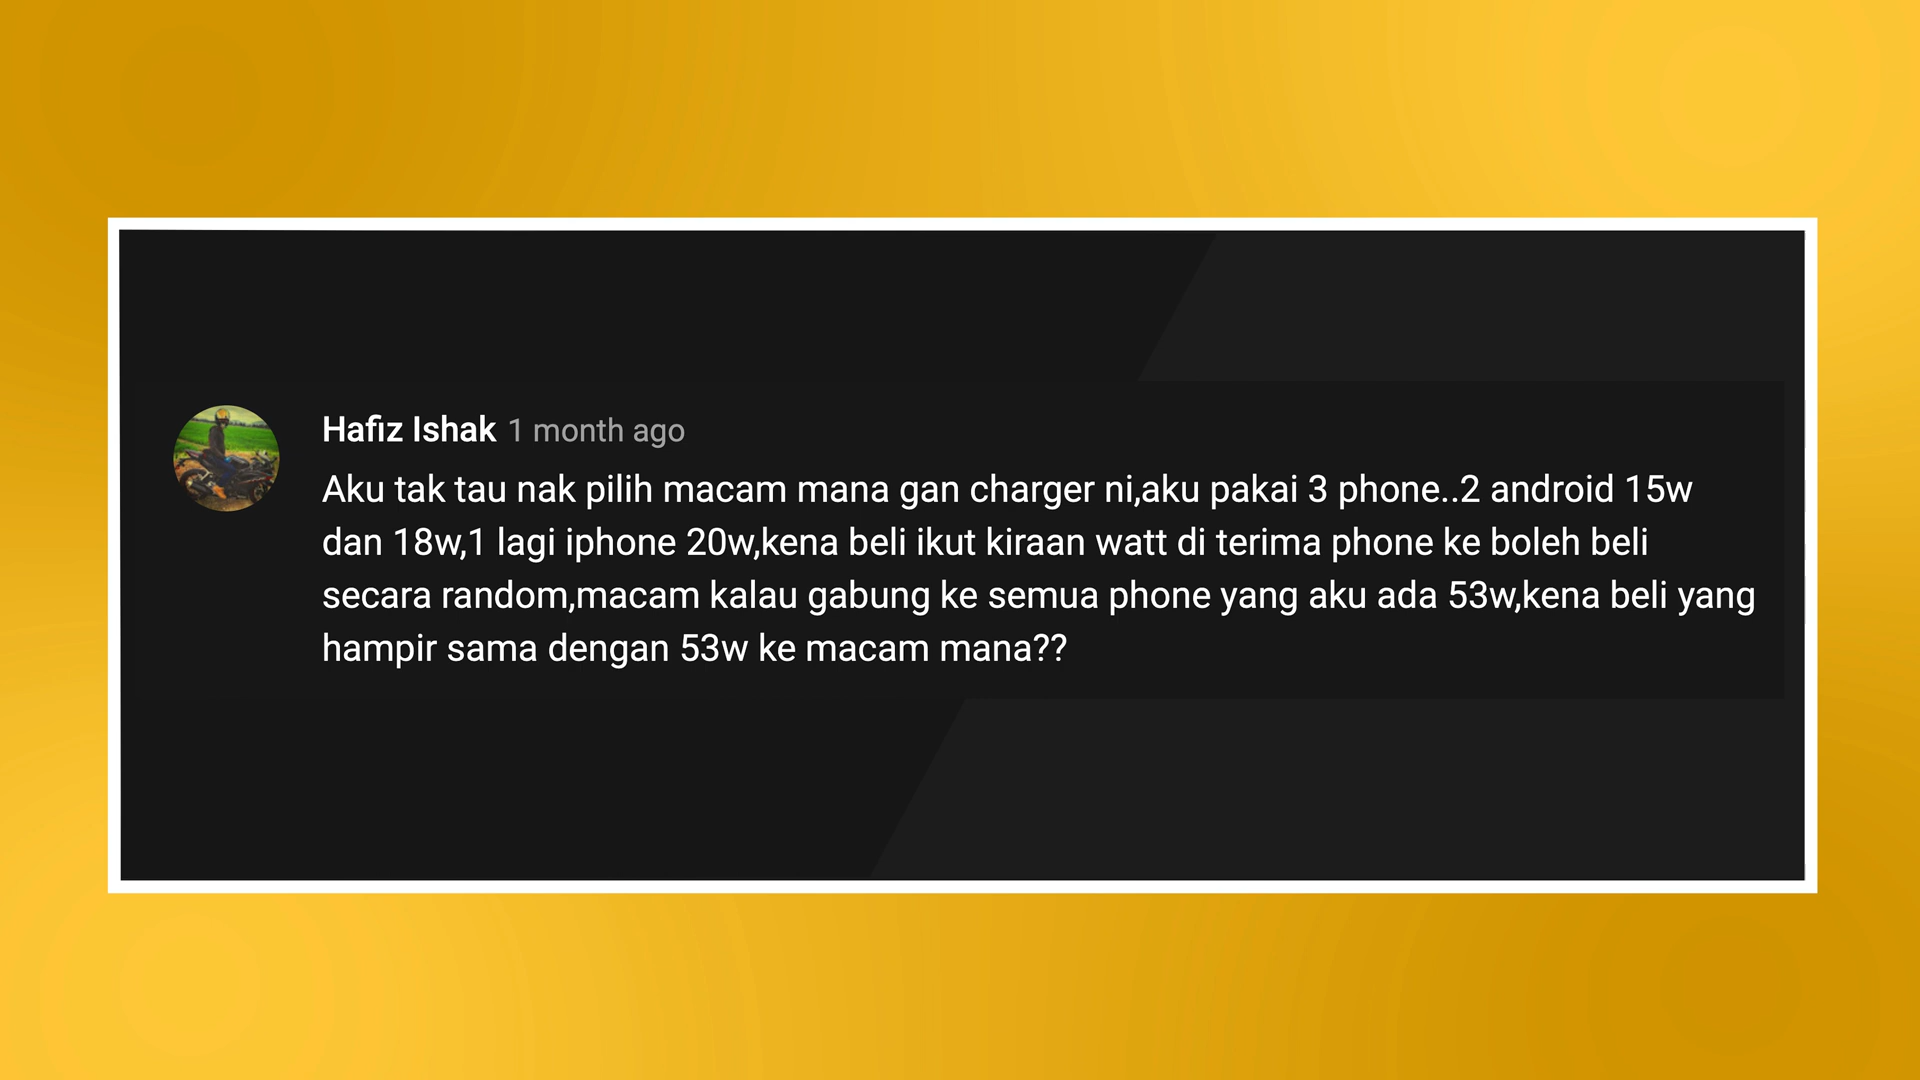 Hafiz Ishak 1 month ago
Aku tak tau nak pilih macam mana gan charger ni,aku pakai 3 phone..2 android 15w
dan 18w,1 lagi iphone 20w,kena beli ikut kiraan watt di terima phone ke boleh beli
secara random,macam kalau gabung ke semua phone yang aku ada 53w,kena beli yang
hampir sama dengan 53w ke macam mana??